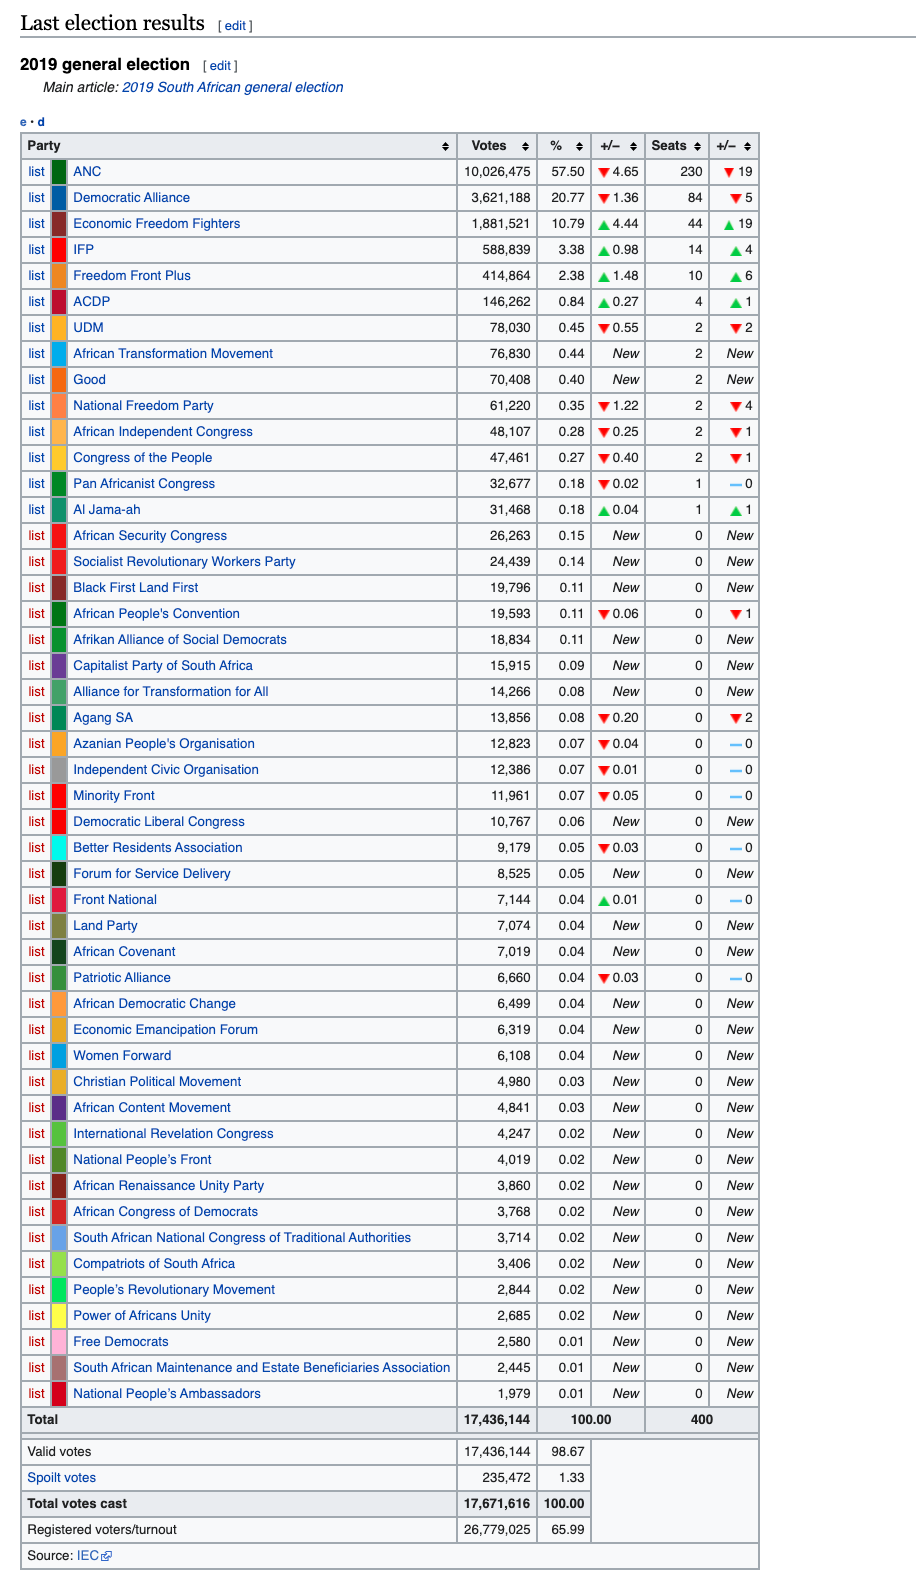 Last election results [ edit ]
2019 general election [ edit ]
Main article: 2019 South African general election
e · d
Party Votes % +/– Seats +/–
list ANC 10,026,475 57.50 ▼4.65 230 ▼19
list Democratic Alliance 3,621,188 20.77 ▼1.36 84 ▼5
list Economic Freedom Fighters 1,881,521 10.79 ▲4.44 44 ▲19
list IFP 588,839 3.38 ▲0.98 14 ▲4
list Freedom Front Plus 414,864 2.38 ▲1.48 10 ▲6
list ACDP 146,262 0.84 ▲0.27 4 ▲1
list UDM 78,030 0.45 ▼0.55 2 ▼2
list African Transformation Movement 76,830 0.44 New 2 New
list Good 70,408 0.40 New 2 New
list National Freedom Party 61,220 0.35 ▼1.22 2 ▼4
list African Independent Congress 48,107 0.28 ▼0.25 2 ▼1
list Congress of the People 47,461 0.27 ▼0.40 2 ▼1
list Pan Africanist Congress 32,677 0.18 ▼0.02 1 —0
list Al Jama-ah 31,468 0.18 ▲0.04 1 ▲1
list African Security Congress 26,263 0.15 New 0 New
list Socialist Revolutionary Workers Party 24,439 0.14 New 0 New
list Black First Land First 19,796 0.11 New 0 New
list African People's Convention 19,593 0.11 ▼0.06 0 ▼1
list Afrikan Alliance of Social Democrats 18,834 0.11 New 0 New
list Capitalist Party of South Africa 15,915 0.09 New 0 New
list Alliance for Transformation for All 14,266 0.08 New 0 New
list Agang SA 13,856 0.08 ▼0.20 0 ▼2
list Azanian People's Organisation 12,823 0.07 ▼0.04 0 —0
list Independent Civic Organisation 12,386 0.07 ▼0.01 0 —0
list Minority Front 11,961 0.07 ▼0.05 0 —0
list Democratic Liberal Congress 10,767 0.06 New 0 New
list Better Residents Association 9,179 0.05 ▼0.03 0 —0
list Forum for Service Delivery 8,525 0.05 New 0 New
list Front National 7,144 0.04 ▲0.01 0 —0
list Land Party 7,074 0.04 New 0 New
list African Covenant 7,019 0.04 New 0 New
list Patriotic Alliance 6,660 0.04 ▼0.03 0 —0
list African Democratic Change 6,499 0.04 New 0 New
list Economic Emancipation Forum 6,319 0.04 New 0 New
list Women Forward 6,108 0.04 New 0 New
list Christian Political Movement 4,980 0.03 New 0 New
list African Content Movement 4,841 0.03 New 0 New
list International Revelation Congress 4,247 0.02 New 0 New
list National People’s Front 4,019 0.02 New 0 New
list African Renaissance Unity Party 3,860 0.02 New 0 New
list African Congress of Democrats 3,768 0.02 New 0 New
list South African National Congress of Traditional Authorities 3,714 0.02 New 0 New
list Compatriots of South Africa 3,406 0.02 New 0 New
list People’s Revolutionary Movement 2,844 0.02 New 0 New
list Power of Africans Unity 2,685 0.02 New 0 New
list Free Democrats 2,580 0.01 New 0 New
list South African Maintenance and Estate Beneficiaries Association 2,445 0.01 New 0 New
list National People’s Ambassadors 1,979 0.01 New 0 New
Total 17,436,144 100.00 400
Valid votes 17,436,144 98.67
Spoilt votes 235,472 1.33
Total votes cast 17,671,616 100.00
Registered voters/turnout 26,779,025 65.99
Source: IEC